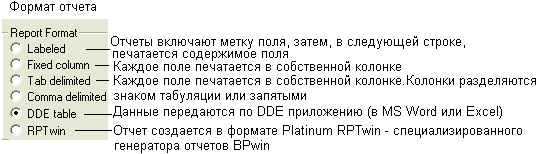 Формат отчета
Report Format
Labeled
Отчеты включают метку поля, затем, в следующей строке,
печатается содержимое поля
Fixed column
Каждое поле печатается в собственной колонке
Tab delimited
Каждое поле печатается в собственной колонке.Колонки разделяются
Comma delimited
знаком табуляции или запятыми
DDE table
Данные передаются по DDE приложению (в MS Word или Excel)
RPTwin
Отчет создается в формате Platinum RPTwin - специализированного
генератора отчетов BPwin